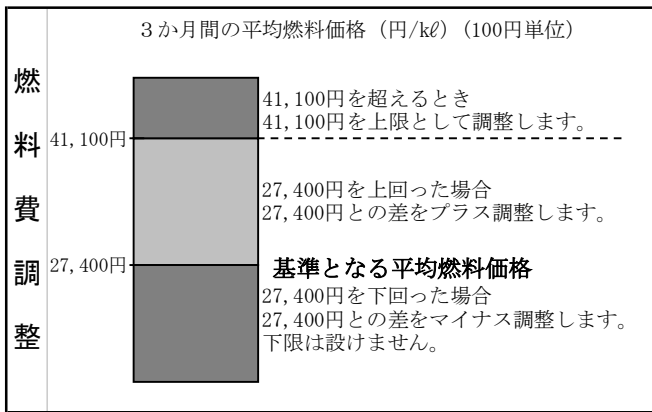 3か月間の平均燃料価格（円/kℓ）（100円単位）
燃料費調整
41,100円を超えるとき
41,100円を上限として調整します。
41,100円
27,400円を上回った場合
27,400円との差をプラス調整します。
27,400円
基準となる平均燃料価格
27,400円を下回った場合
27,400円との差をマイナス調整します。
下限は設けません。